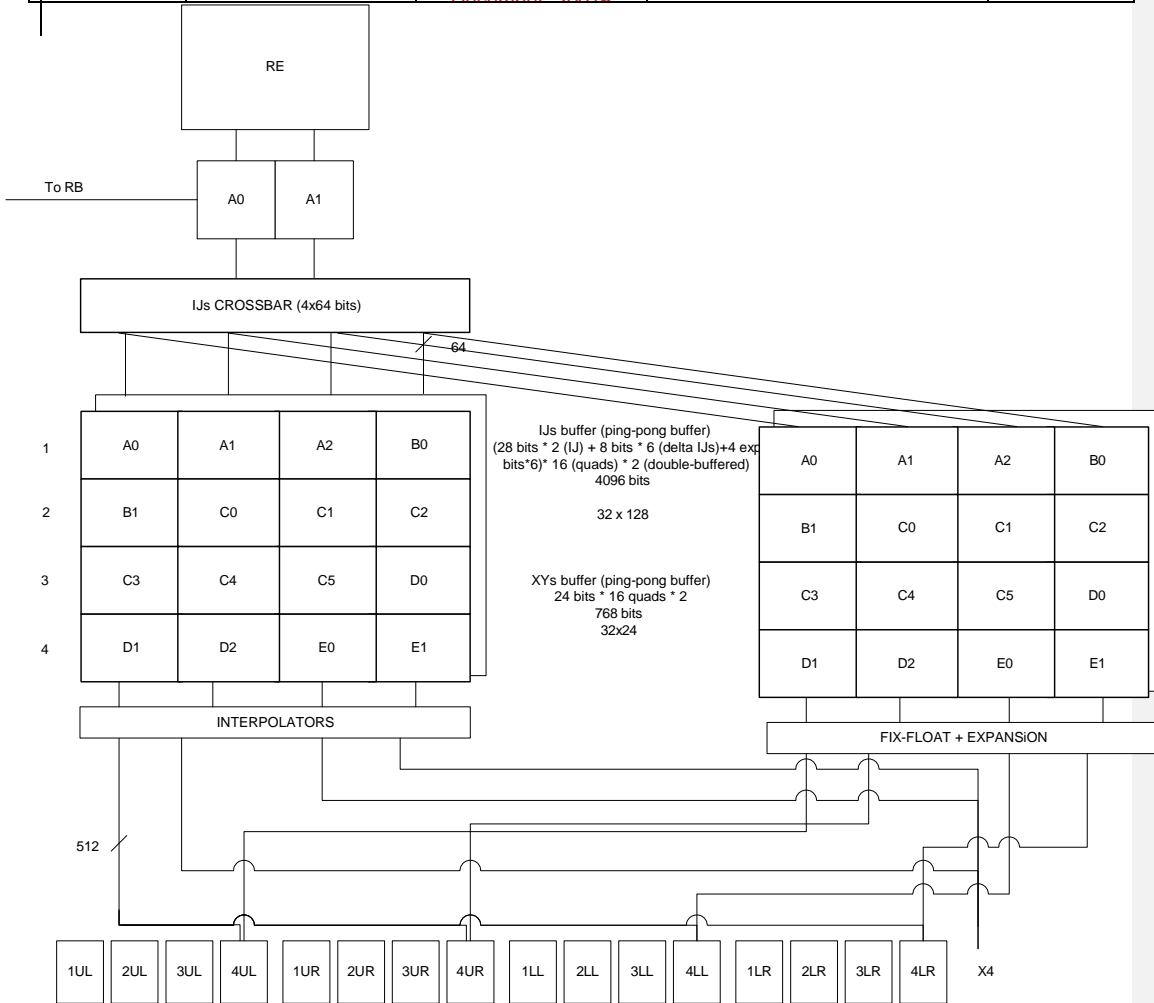 RE
To RB
A0
A1
IJs CROSSBAR (4x64 bits)
64
1
A0
A1
A2
B0
2
B1
C0
C1
C2
3
C3
C4
C5
D0
4
D1
D2
E0
E1
IJs buffer (ping-pong buffer)
(28 bits * 2 (IJ) + 8 bits * 6 (delta IJs)+4 exp
bits*6)* 16 (quads) * 2 (double-buffered)
4096 bits
32 x 128
XYs buffer (ping-pong buffer)
24 bits * 16 quads * 2
768 bits
32x24
A0
A1
A2
B0
B1
C0
C1
C2
C3
C4
C5
D0
D1
D2
E0
E1
INTERPOLATORS
FIX-FLOAT + EXPANSiON
512
1UL
2UL
3UL
4UL
1UR
2UR
3UR
4UR
1LL
2LL
3LL
4LL
1LR
2LR
3LR
4LR
X4